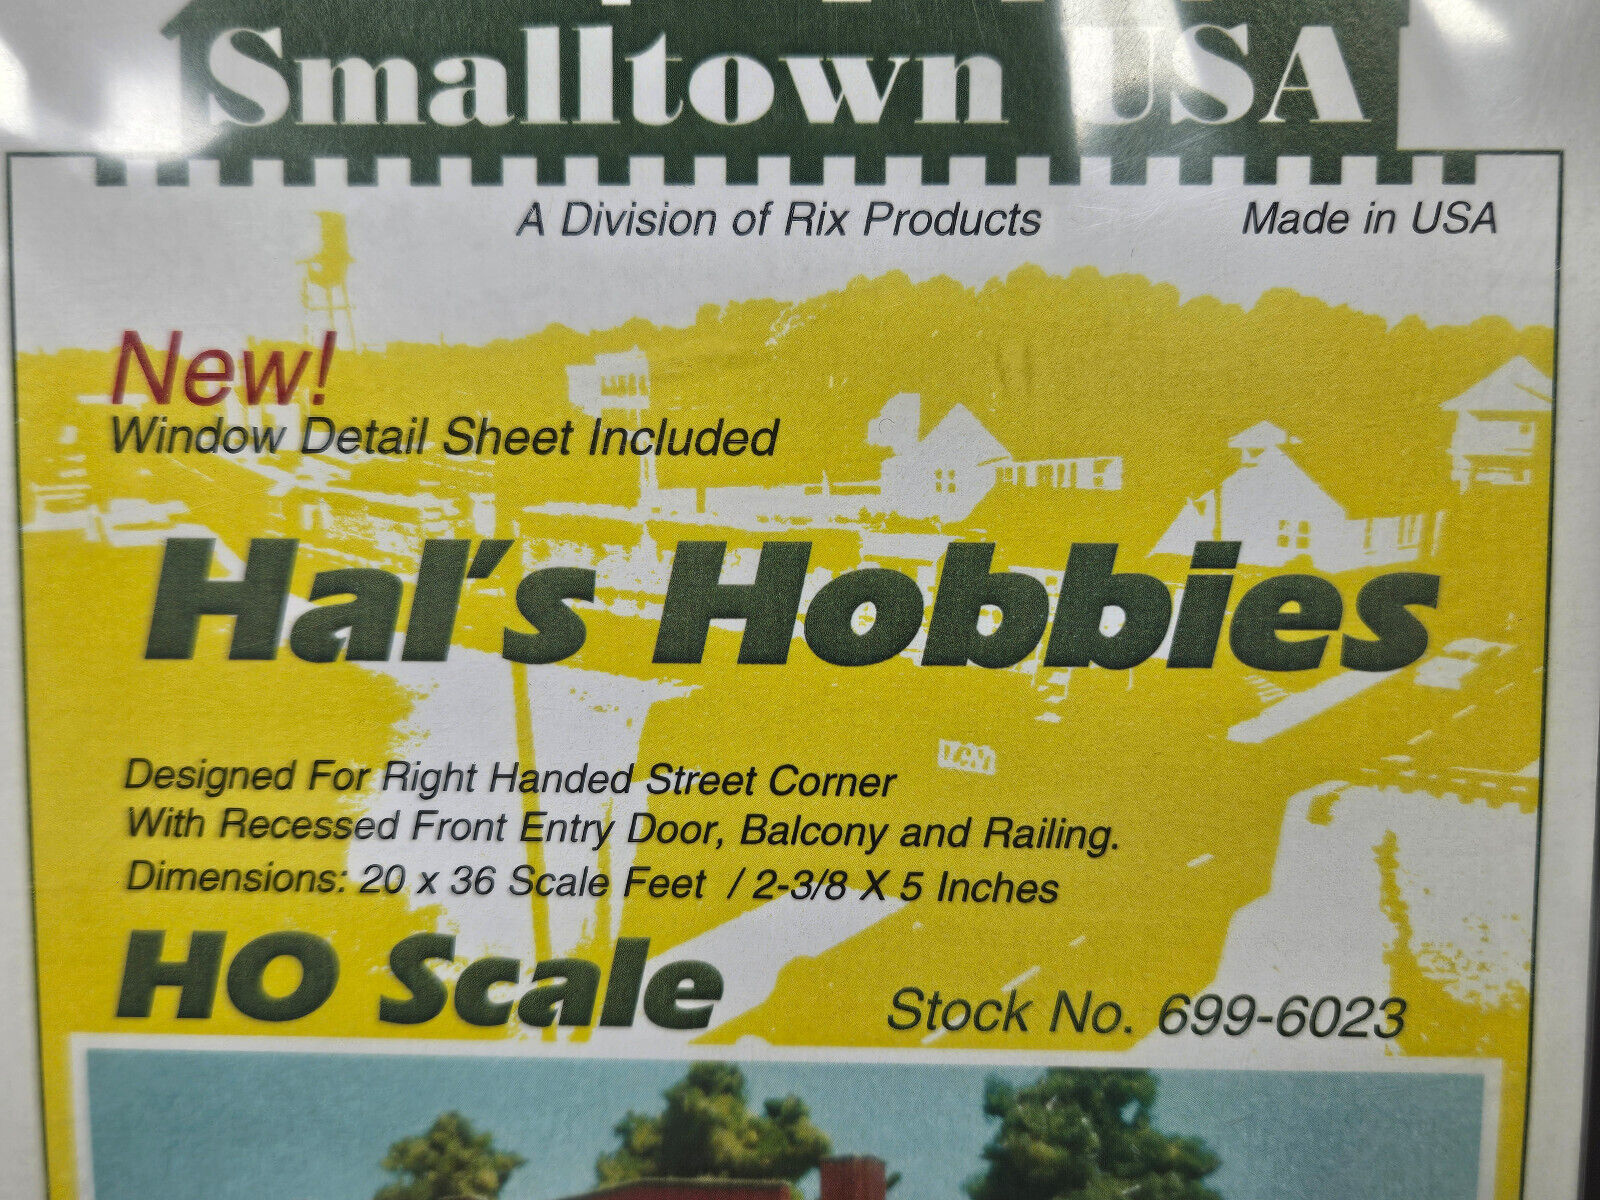 Smalltown USA
A Division of Rix Products
Made in USA
New!
Window Detail Sheet Included
Hal's Hobbies
Designed For Right Handed Street Corner
With Recessed Front Entry Door, Balcony and Railing.
Dimensions: 20 x 36 Scale Feet / 2-3/8 X 5 Inches
HO Scale
Stock No. 699-6023